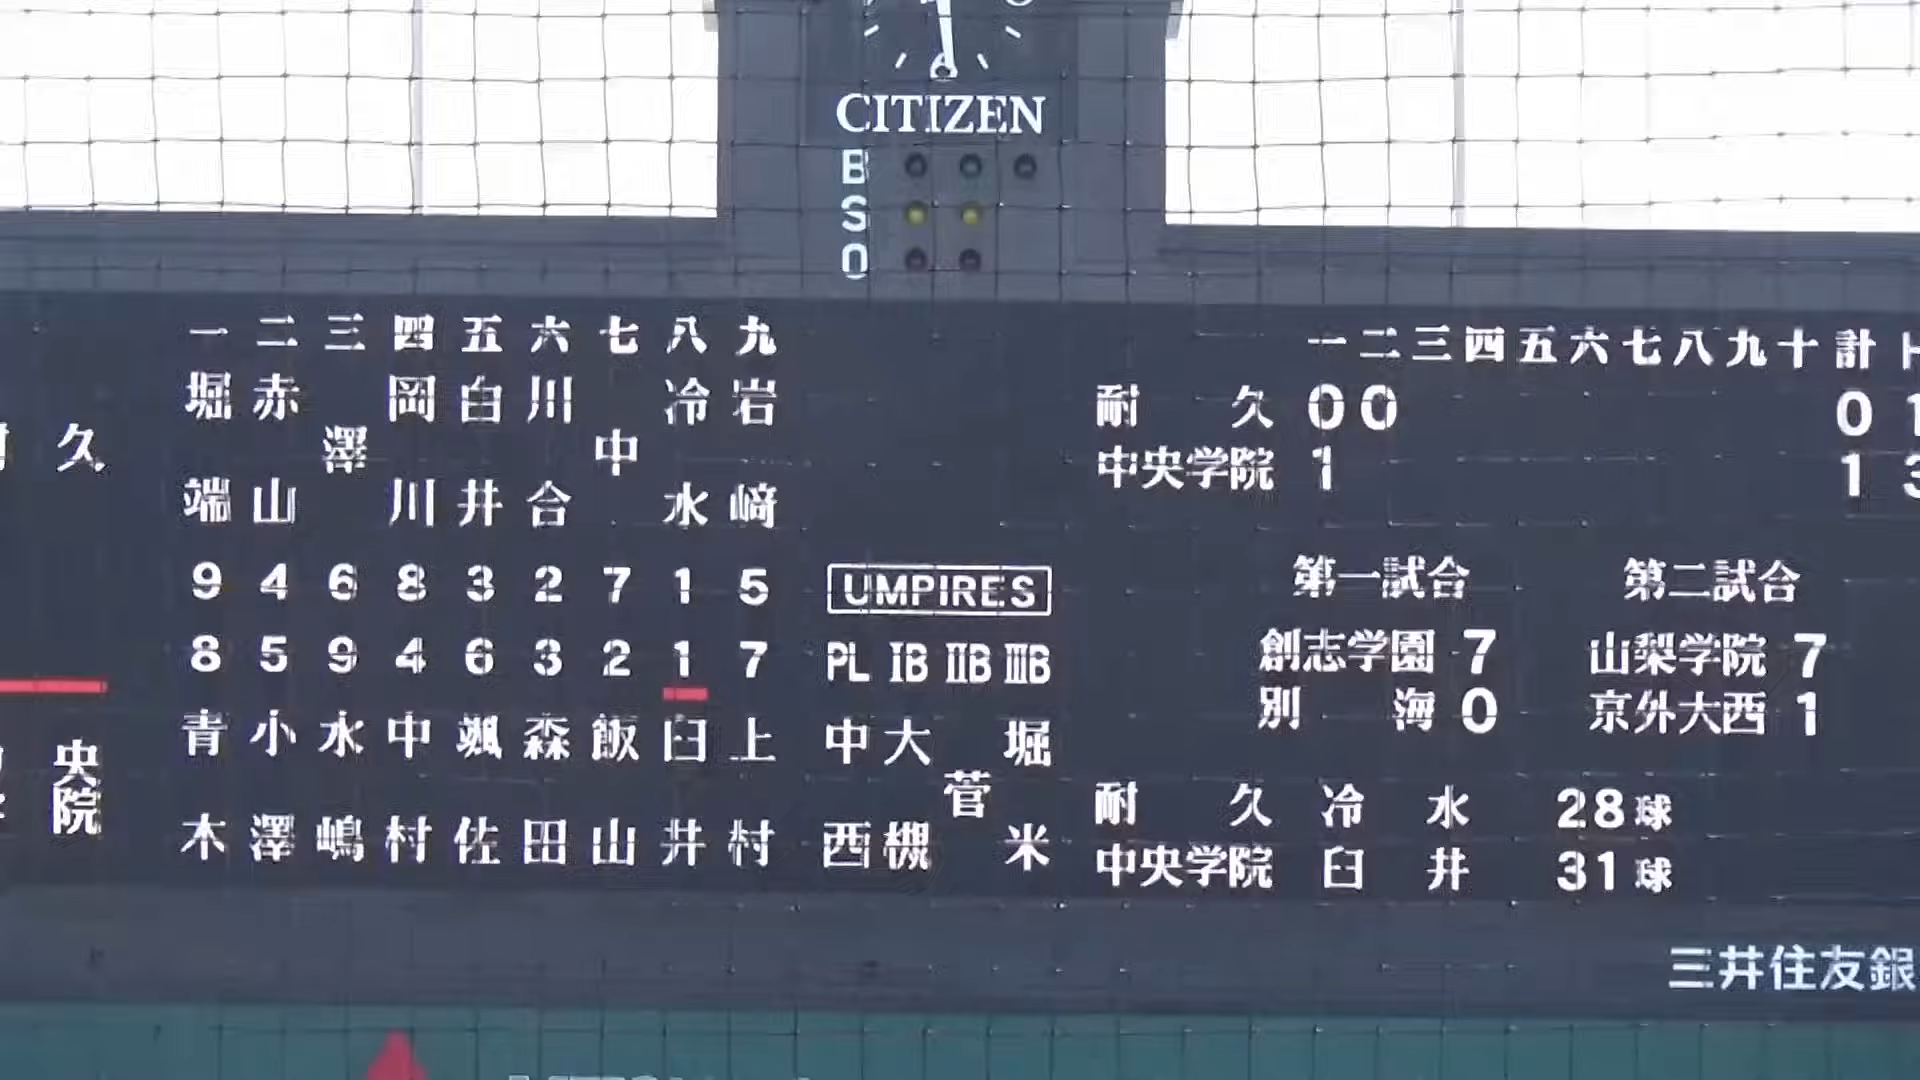 CITIZEN
B
S
O
一 二 三 四 五 六 七 八 九
堀端 赤山 澤 岡川 白井 川合 中 冷水 岩﨑
久
9 4 6 8 3 2 7 1 5
8 5 9 4 6 3 2 1 7
央院
青木 小澤 水嶋 中村 颯佐 森田 飯山 臼井 上村
UMPIRES
PL ⅠB ⅡB ⅢB
中西 大槻 菅 堀米
一 二 三 四 五 六 七 八 九 十 計
耐久 0 0 0 1
中央学院 1 1 3
第一試合
創志学園 7
別海 0
第二試合
山梨学院 7
京外大西 1
耐久 冷水 28球
中央学院 臼井 31球
三井住友銀